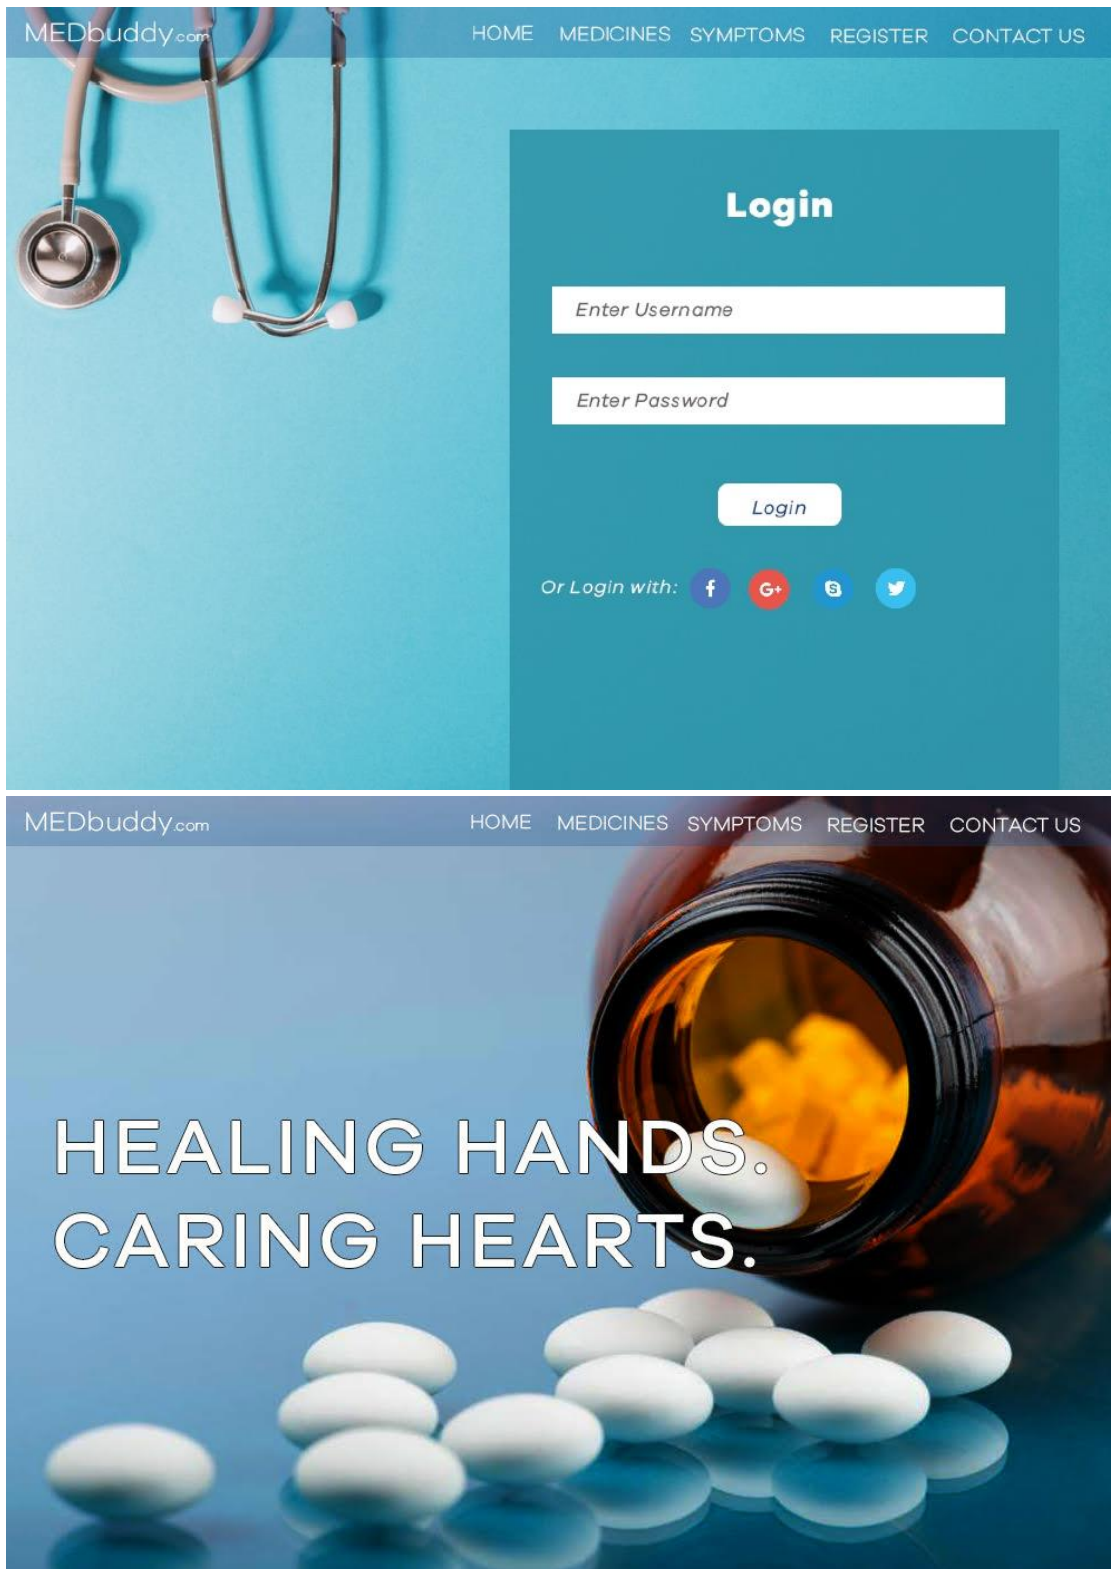 MEDbuddy.com HOME MEDICINES SYMPTOMS REGISTER CONTACT US
Login
Enter Username
Enter Password
Login
Or Login with: f G+ S
MEDbuddy.com HOME MEDICINES SYMPTOMS REGISTER CONTACT US
HEALING HANDS.
CARING HEARTS.